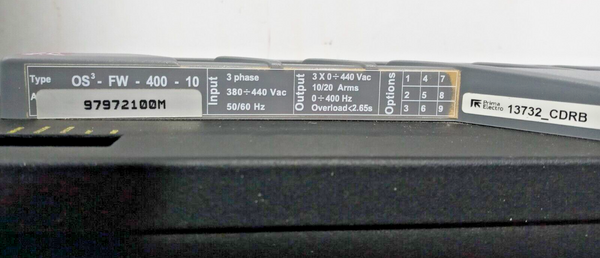 Type OS³ - FW - 400 - 10
A
97972100M
Input
3 phase
380÷440 Vac
50/60 Hz
Output
3 X 0÷440 Vac
10/20 Arms
0÷400 Hz
Overload<2.65s
Options
1 4 7
2 5 8
3 6 9
Prima
Electro
13732_CDRB